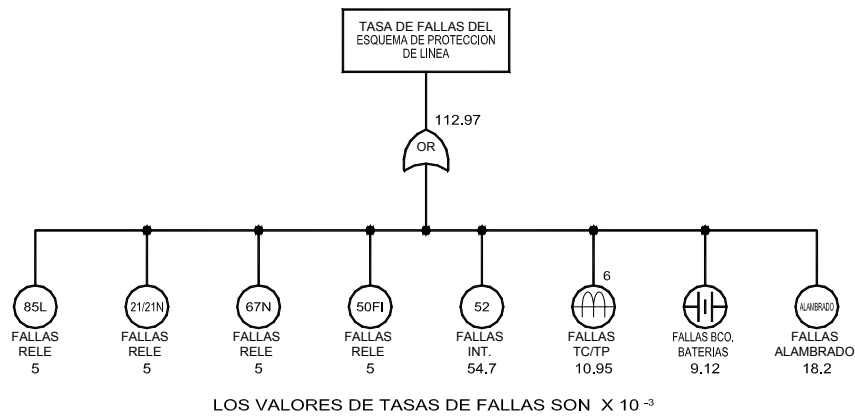 TASA DE FALLAS DEL
ESQUEMA DE PROTECCION
DE LINEA
112.97
OR
6
85L
21/21N
67N
50FI
52
ALAMBRADO
FALLAS
RELE
5
FALLAS
RELE
5
FALLAS
RELE
5
FALLAS
RELE
5
FALLAS
INT.
54.7
FALLAS
TC/TP
10.95
FALLAS BCO.
BATERIAS
9.12
FALLAS
ALAMBRADO
18.2
LOS VALORES DE TASAS DE FALLAS SON X 10 -3